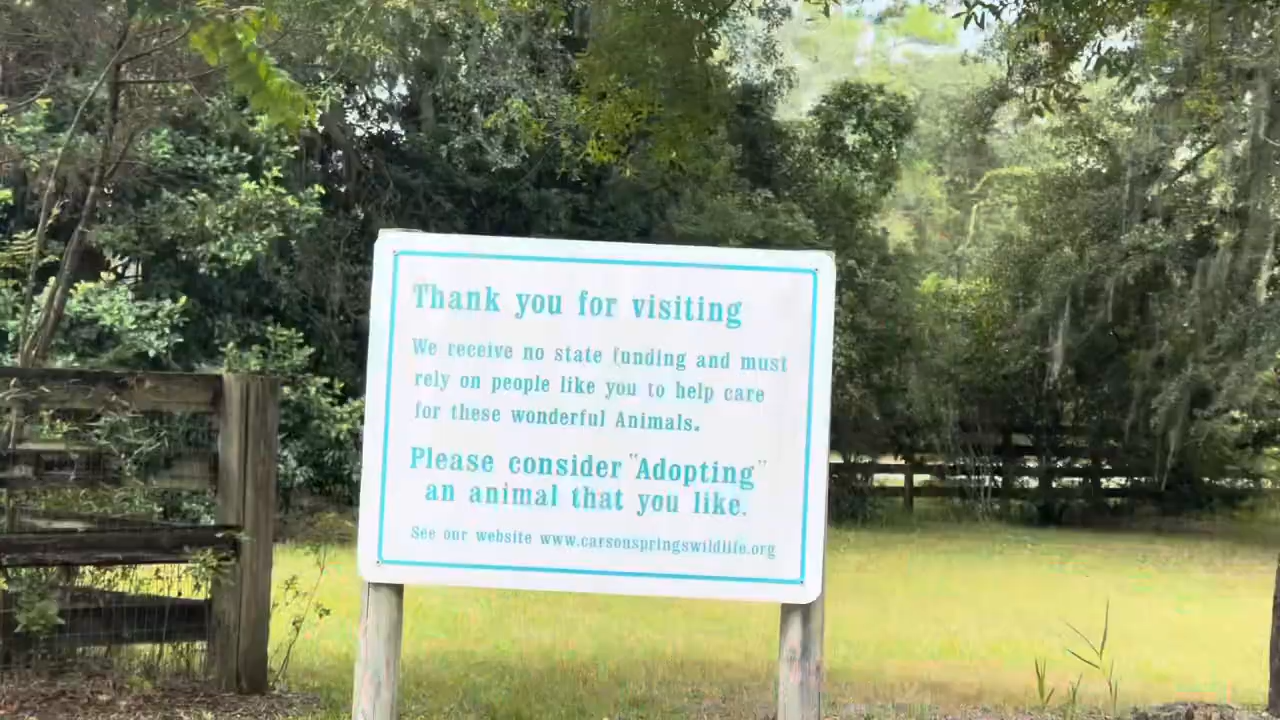 Thank you for visiting
We receive no state funding and must
rely on people like you to help care
for these wonderful Animals.
Please consider "Adopting"
an animal that you like.
See our website www.carsonspringswildlife.org